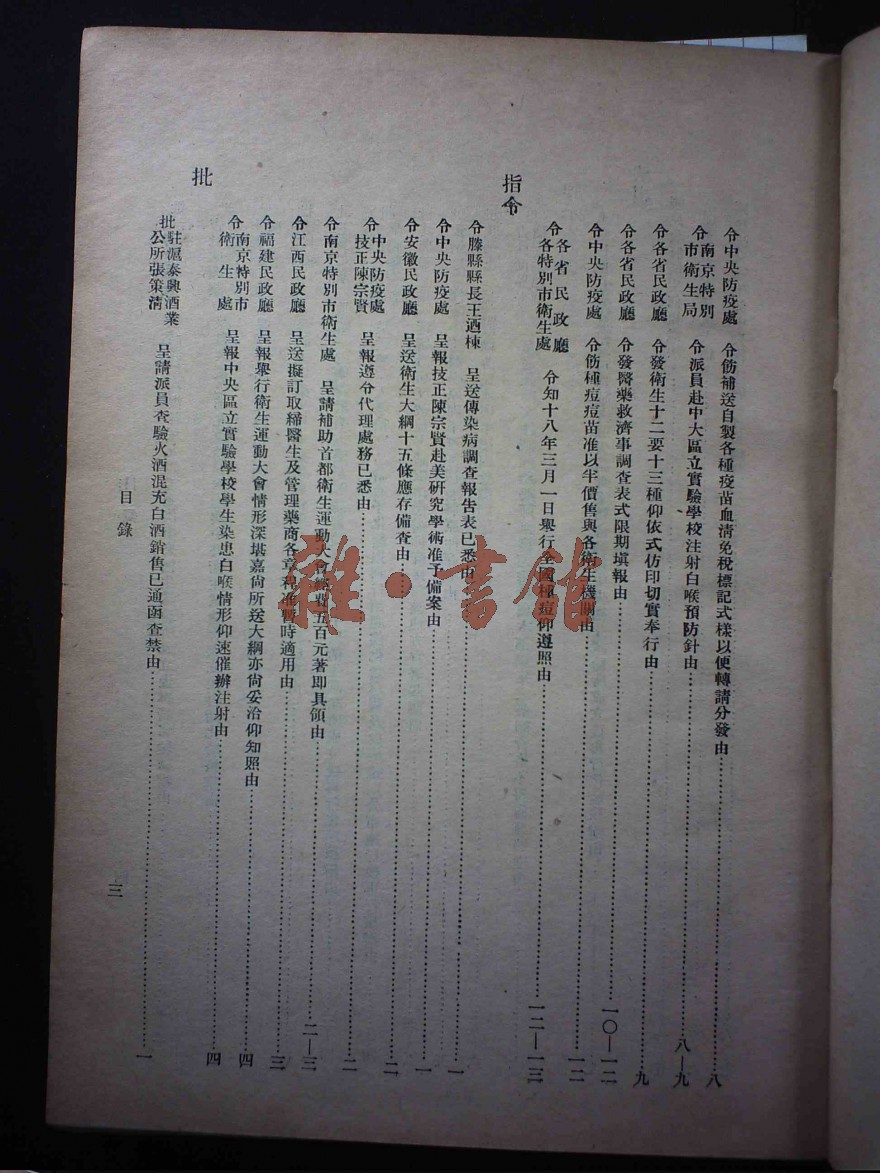 令中央防疫處 令飭補送自製各種疫苗血清免稅標記式樣以便轉請分發由 八
令南京特別市衛生局 令派員赴中大區立實驗學校注射白喉預防針由 八—九
令各省民政廳 令發衛生十二要十三種仰依式仿印切實奉行由 九
令各省民政廳 令發醫藥救濟事調查表式限期填報由 一〇—一二
令中央防疫處 令飭種痘痘苗准以半價售與各衛生機關由 一二
令各省民政廳各特別市衛生處 令知十八年三月一日舉行全國種痘仰遵照由 一二—一三
指令
令滕縣縣長王迺棟 呈送傳染病調查報告表已悉由 一
令中央防疫處 呈報技正陳宗賢赴美研究學術准予備案由 一
令安徽民政廳 呈送衛生大綱十五條應存備查由 二
令中央防疫處技正陳宗賢 呈報遵令代理處務已悉由 二
令南京特別市衛生處 呈請補助首都衛生運動大會經費五百元著即具領由 二—三
令江西民政廳 呈送擬訂取締醫生及管理藥商各章程准暫時適用由 三
令福建民政廳 呈報舉行衛生運動大會情形深堪嘉尙所送大綱亦尙妥洽仰知照由 四
令南京特別市衛生處 呈報中央區立實驗學校學生染患白喉情形仰速催辦注射由 四
批
批駐滬泰興酒業公所張策清 呈請派員查驗火酒混充白酒銷售已通函查禁由 一
目錄
三
雜·書館